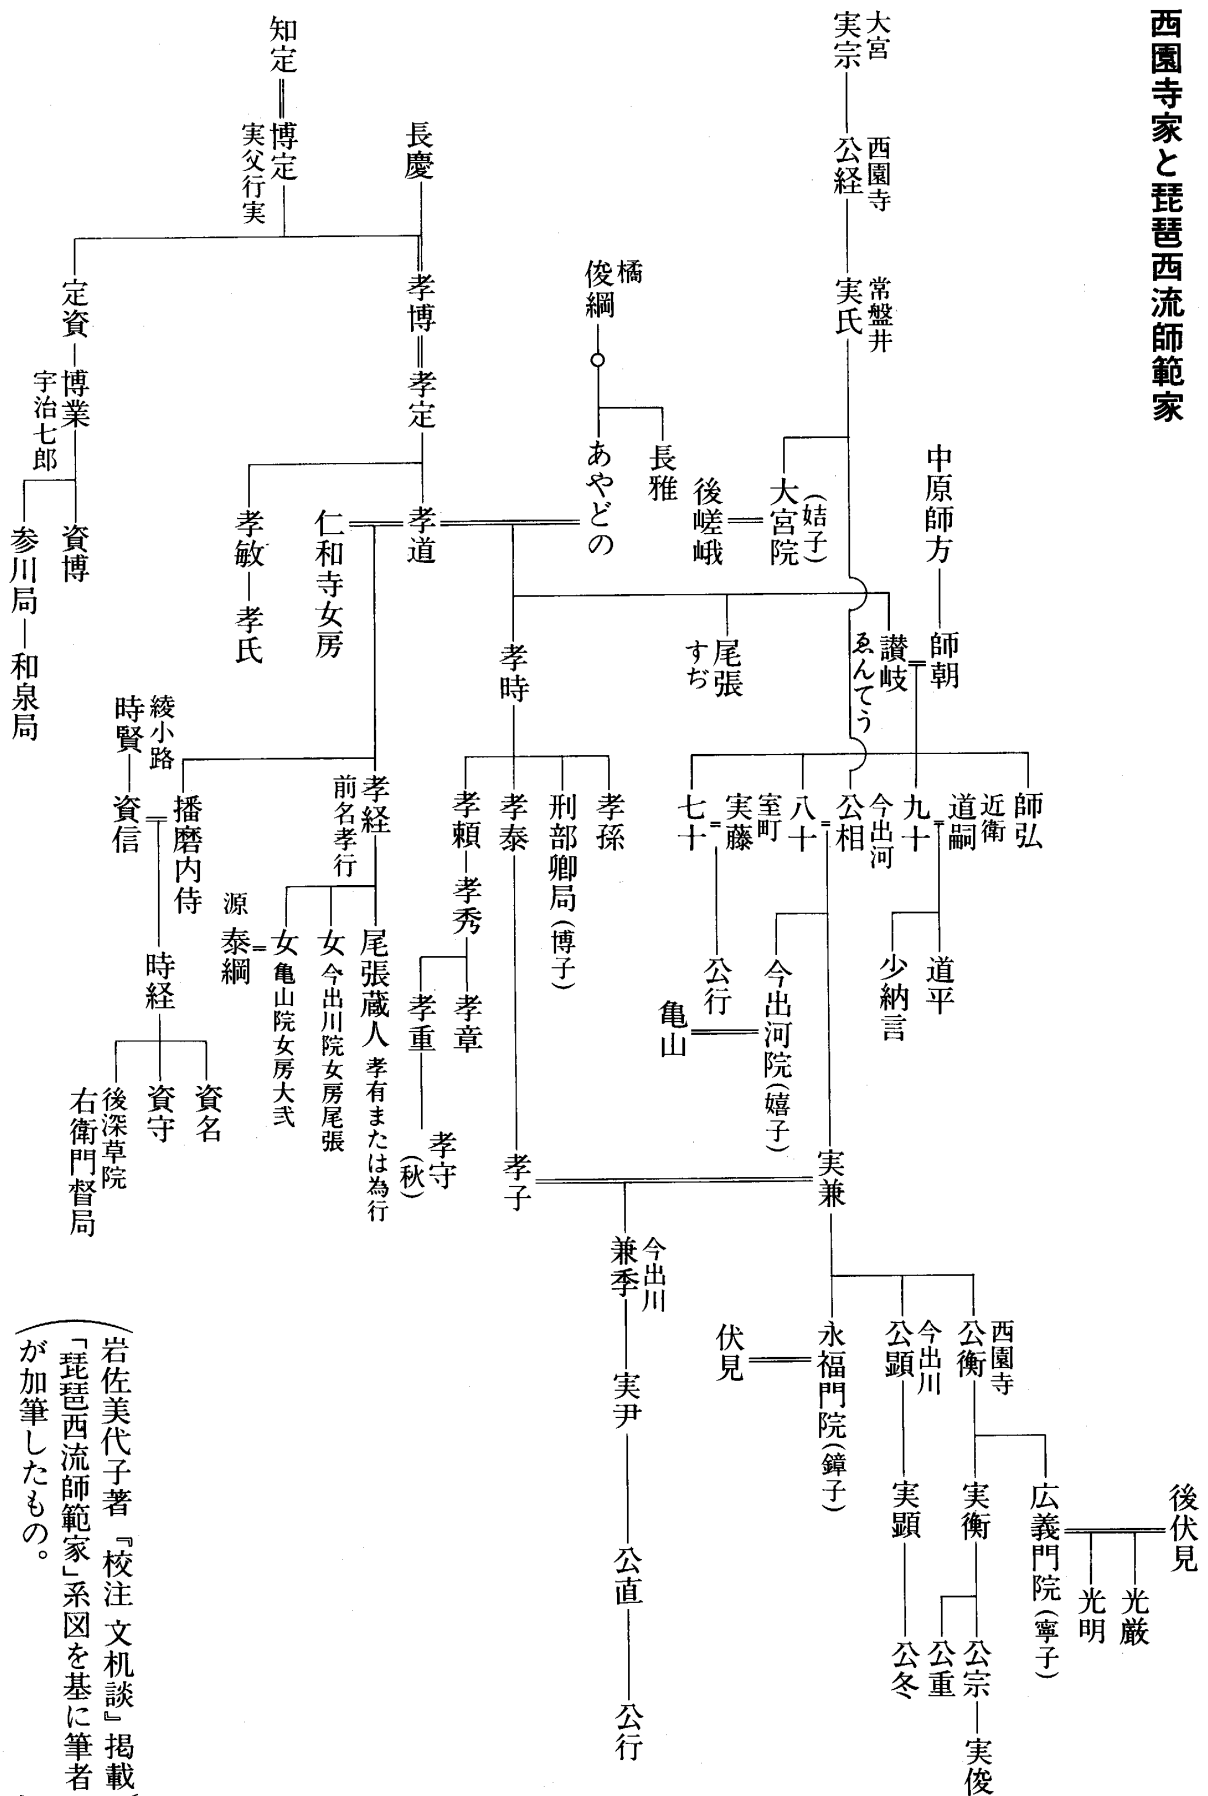 西園寺家と琵琶西流師範家
大宮
実宗
西園寺
公経
常盤井
実氏
(姞子)
大宮院
後嵯峨
中原師方
師朝
讃岐
ゑんてう
尾張
すぢ
橘
俊綱
長雅
あやどの
長慶
知定
博定
実父行実
孝博
孝定
孝道
仁和寺女房
孝敏
孝氏
定資
博業
宇治七郎
資博
参川局
和泉局
師弘
近衛
道嗣
九十
今出河
公相
八十
室町
実藤
七十
道平
少納言
今出河院(嬉子)
亀山
公行
孝時
孝孫
刑部卿局(博子)
孝泰
孝頼
孝秀
孝章
孝重
孝守
(秋)
孝子
孝経
前名孝行
尾張蔵人 孝有または為行
女 今出川院女房尾張
女 亀山院女房大弐
源
泰綱
播磨内侍
綾小路
時賢
資信
時経
資名
資守
後深草院
右衛門督局
実兼
西園寺
公衡
今出川
公顕
永福門院(鏱子)
伏見
今出川
兼季
実尹
公直
公行
後伏見
広義門院(寧子)
光厳
光明
実衡
公宗
公重
実俊
実顕
公冬
(岩佐美代子著『校注 文机談』掲載
「琵琶西流師範家」系図を基に筆者
が加筆したもの。